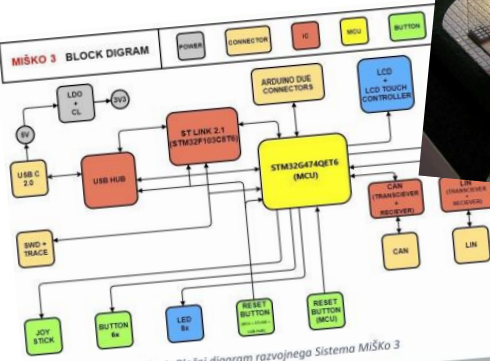 MIŠKO 3 BLOCK DIGRAM
POWER
CONNECTOR
IC
MCU
BUTTON
LDO
+
CL
3V3
5V
ARDUINO DUE
CONNECTORS
LCD
+
LCD TOUCH
CONTROLLER
ST LINK 2.1
(STM32F103C8T6)
USB C
2.0
USB HUB
STM32G474QET6
(MCU)
CAN
(TRANSCIEVER
+
RECIEVER)
LIN
(TRANSCIEVER
+
RECIEVER)
SWD +
TRACE
CAN
LIN
JOY
STICK
BUTTON
6x
LED
8x
RESET
BUTTON
RESET
BUTTON
(MCU)
digram razvojnega Sistema MiŠKo 3